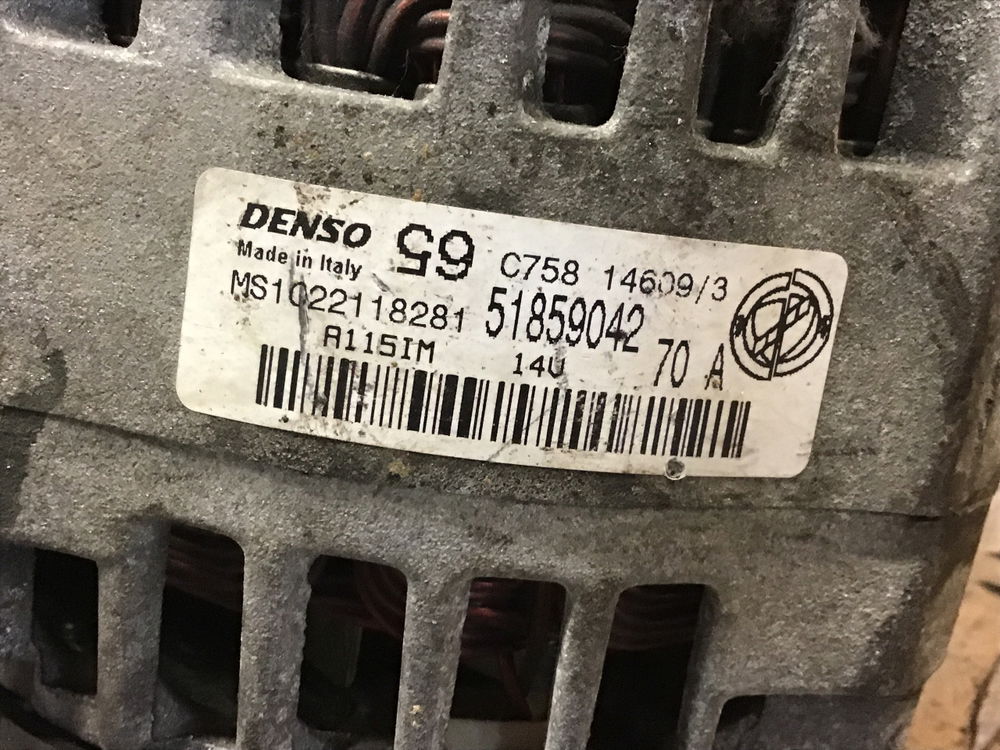 DENSO 65 C758 14609/3
Made in Italy
MS1022118281 51859042 70 A
A115IM 14V